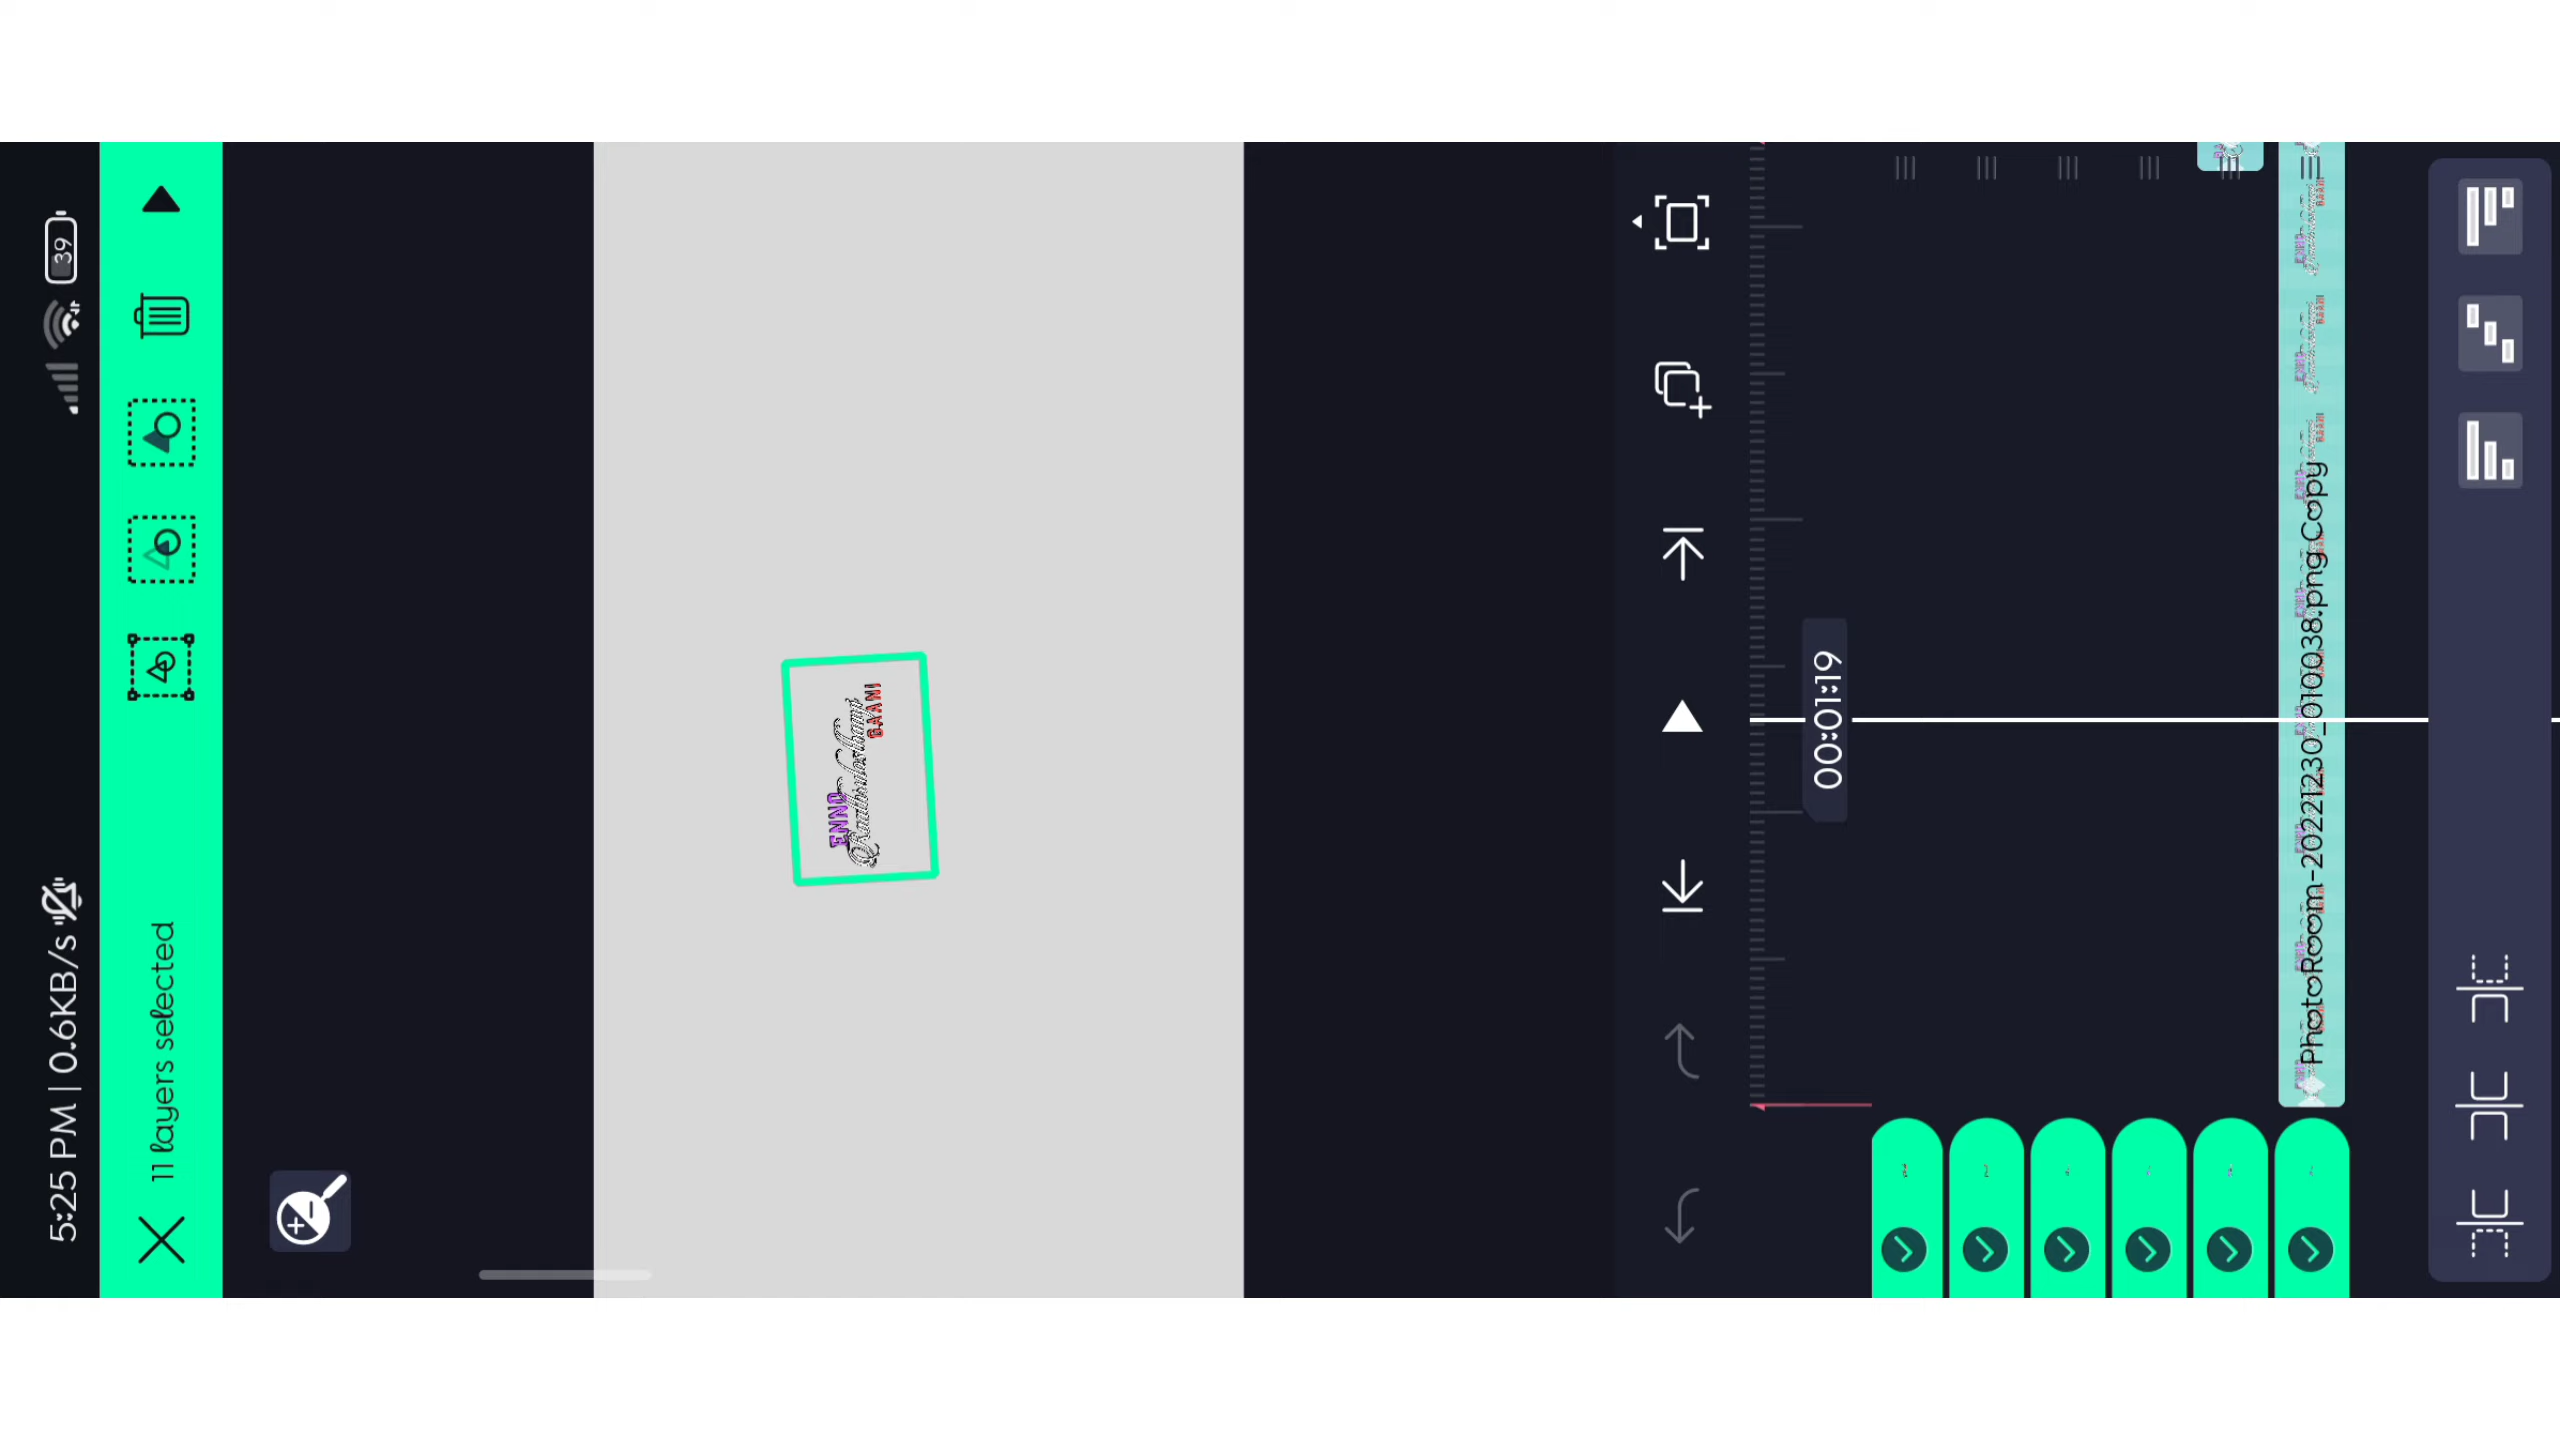 5:25 PM | 0.6KB/s
39
11 layers selected
ENNO
BAANI
00:01:19
PhotoRoom-20221230_010038.png Copy